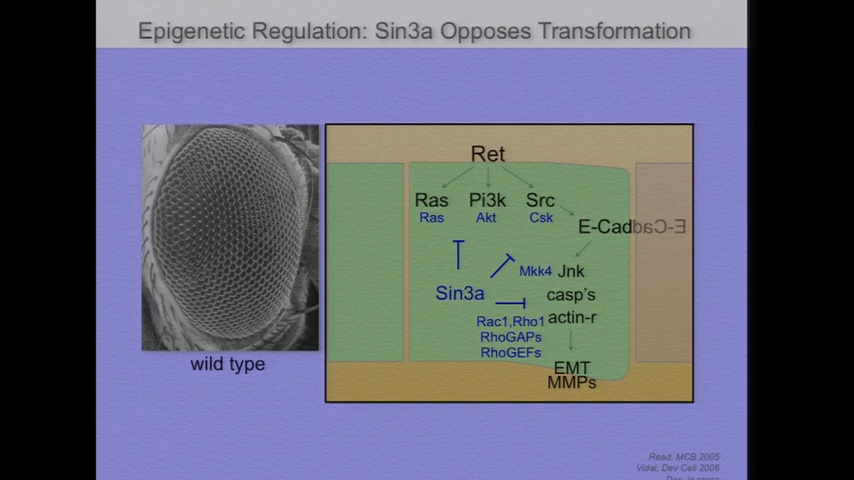 Epigenetic Regulation: Sin3a Opposes Transformation
Ret
Ras Pi3k Src
Ras Akt Csk
E-Cad E-Cad
Mkk4 Jnk
Sin3a casp's
actin-r
Rac1,Rho1
RhoGAPs
RhoGEFs
EMT
MMPs
wild type
Read, MCB 2005
Vidal, Dev Cell 2006